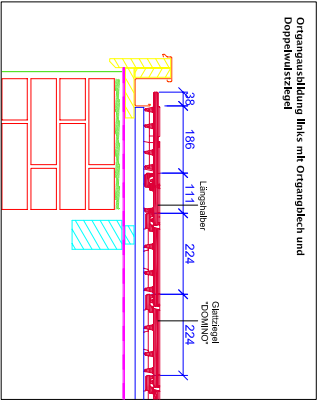 Ortgangausbildung links mit Ortgangblech und
Doppelwulstziegel
38
186
111
224
224
Längshalber
Glattziegel
"DOMINO"